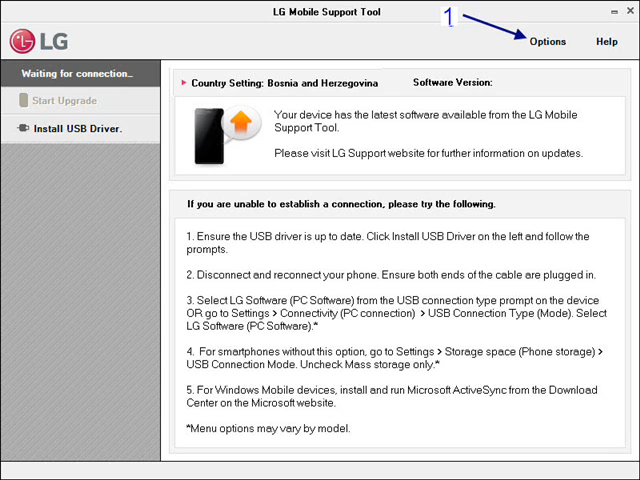 LG Mobile Support Tool
1
LG LG
Options
Help
Waiting for connection...
Start Upgrade
Install USB Driver.
Country Setting: Bosnia and Herzegovina
Software Version:
Your device has the latest software available from the LG Mobile
Support Tool.
Please visit LG Support website for further information on updates.
If you are unable to establish a connection, please try the following.
1. Ensure the USB driver is up to date. Click Install USB Driver on the left and follow the
prompts.
2. Disconnect and reconnect your phone. Ensure both ends of the cable are plugged in.
3. Select LG Software (PC Software) from the USB connection type prompt on the device
OR go to Settings > Connectivity (PC connection) > USB Connection Type (Mode). Select
LG Software (PC Software).*
4. For smartphones without this option, go to Settings > Storage space (Phone storage) >
USB Connection Mode. Uncheck Mass storage only.*
5. For Windows Mobile devices, install and run Microsoft ActiveSync from the Download
Center on the Microsoft website.
*Menu options may vary by model.